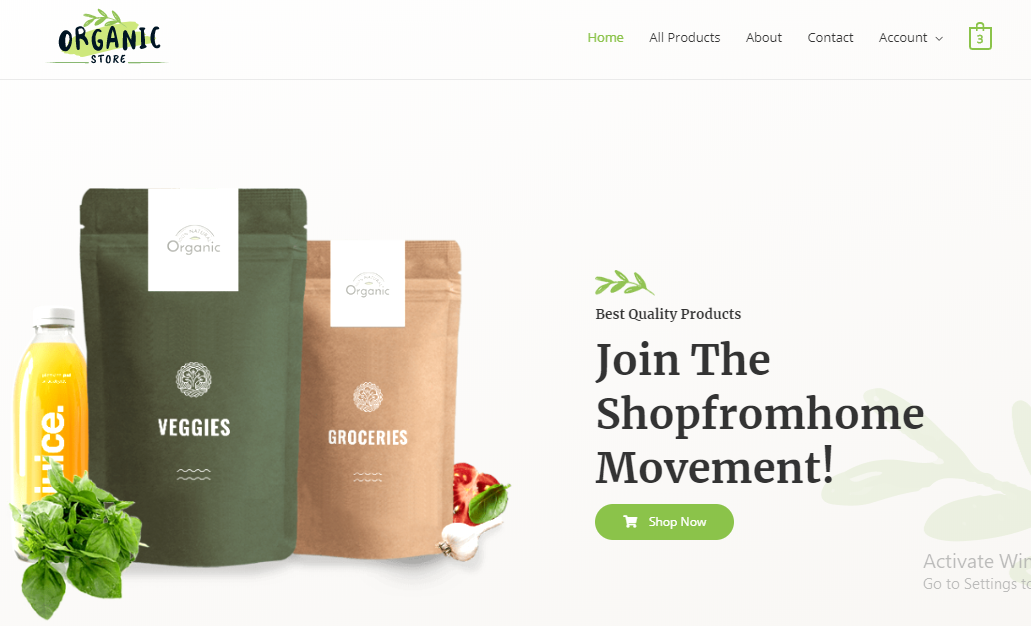 ORGANIC
STORE
Home All Products About Contact Account 3
Organic
Organic
juice.
VEGGIES
GROCERIES
Best Quality Products
Join The
Shopfromhome
Movement!
Shop Now
Activate Win
Go to Settings to